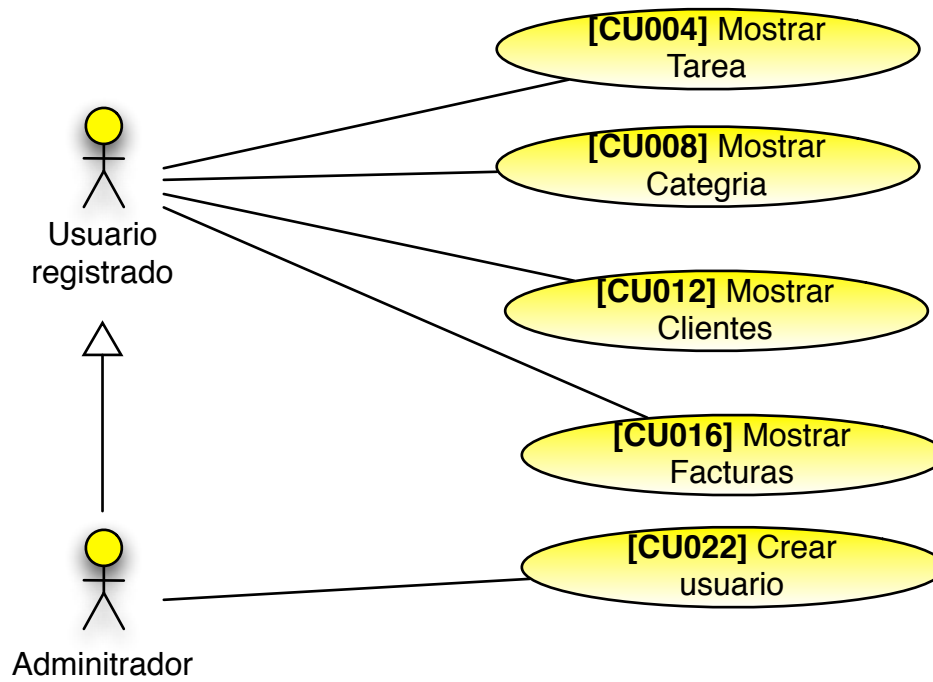 [CU004] Mostrar
Tarea
[CU008] Mostrar
Categria
Usuario
registrado
[CU012] Mostrar
Clientes
[CU016] Mostrar
Facturas
[CU022] Crear
usuario
Adminitrador